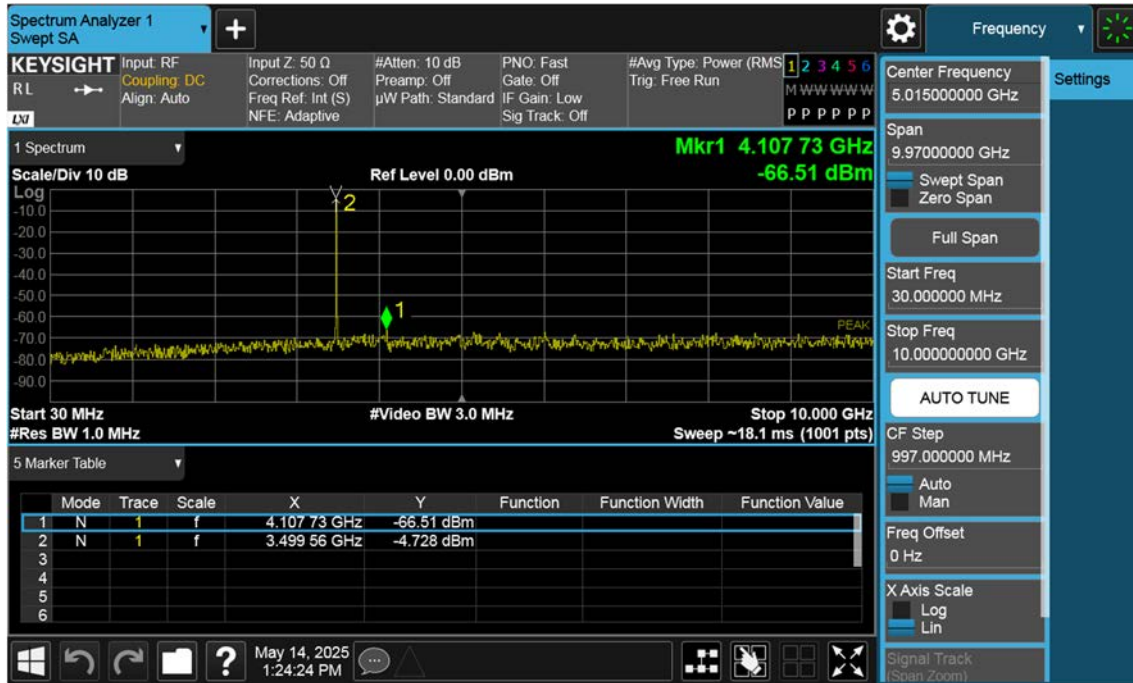 Spectrum Analyzer 1
Swept SA
+
Frequency
KEYSIGHT
RL
LXI
Input: RF
Coupling: DC
Align: Auto
Input Z: 50 Ω
Corrections: Off
Freq Ref: Int (S)
NFE: Adaptive
#Atten: 10 dB
Preamp: Off
µW Path: Standard
PNO: Fast
Gate: Off
IF Gain: Low
Sig Track: Off
#Avg Type: Power (RMS
Trig: Free Run
1 2 3 4 5 6
M W W W W W
P P P P P P
1 Spectrum
Mkr1 4.107 73 GHz
-66.51 dBm
Scale/Div 10 dB
Ref Level 0.00 dBm
Log
-10.0
-20.0
-30.0
-40.0
-50.0
-60.0
-70.0
-80.0
-90.0
2
1
PEAK
Start 30 MHz
#Video BW 3.0 MHz
Stop 10.000 GHz
#Res BW 1.0 MHz
Sweep ~18.1 ms (1001 pts)
5 Marker Table
Mode Trace Scale X Y Function Function Width Function Value
1 N 1 f 4.107 73 GHz -66.51 dBm
2 N 1 f 3.499 56 GHz -4.728 dBm
3
4
5
6
?
May 14, 2025
1:24:24 PM
Center Frequency
5.015000000 GHz
Settings
Span
9.97000000 GHz
Swept Span
Zero Span
Full Span
Start Freq
30.000000 MHz
Stop Freq
10.000000000 GHz
AUTO TUNE
CF Step
997.000000 MHz
Auto
Man
Freq Offset
0 Hz
X Axis Scale
Log
Lin
Signal Track
(Span Zoom)